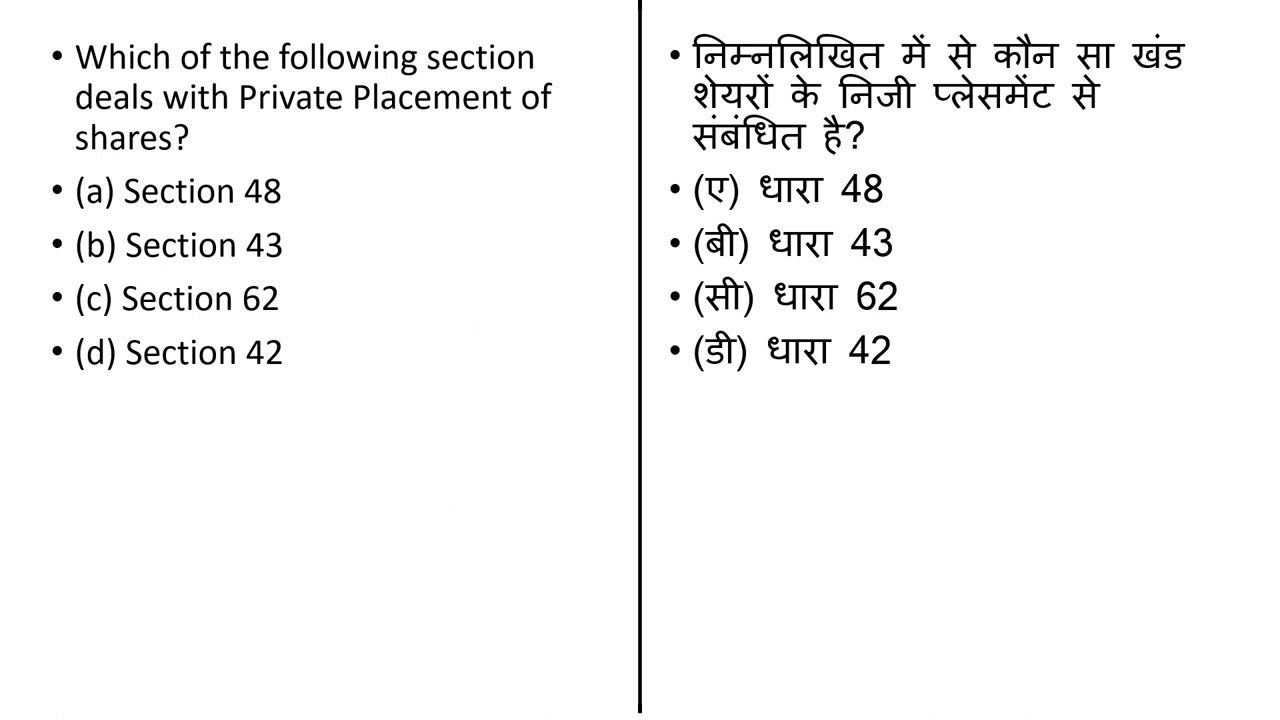 • Which of the following section
deals with Private Placement of
shares?
• (a) Section 48
• (b) Section 43
• (c) Section 62
• (d) Section 42
• निम्नलिखित में से कौन सा खंड
शेयरों के निजी प्लेसमेंट से
संबंधित है?
• (ए) धारा 48
• (बी) धारा 43
• (सी) धारा 62
• (डी) धारा 42